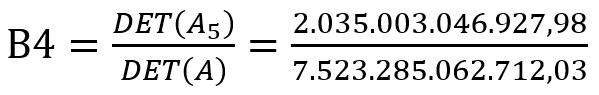 B4 = DET(A₅) / DET(A) = 2.035.003.046.927,98 / 7.523.285.062.712,03